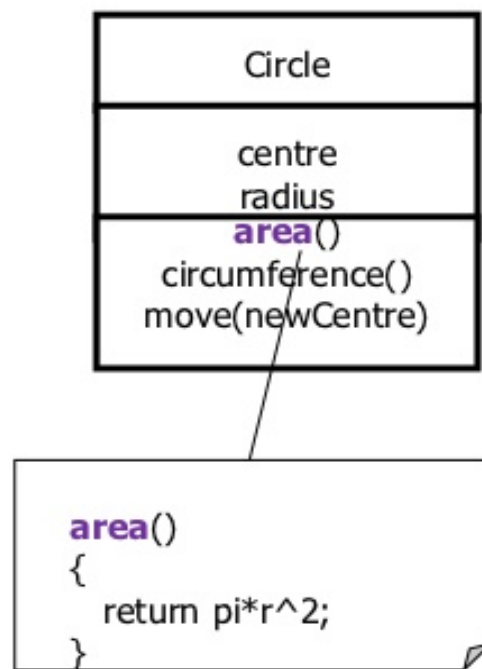 Circle
centre
radius
area()
circumference()
move(newCentre)
area()
{
return pi*r^2;
}